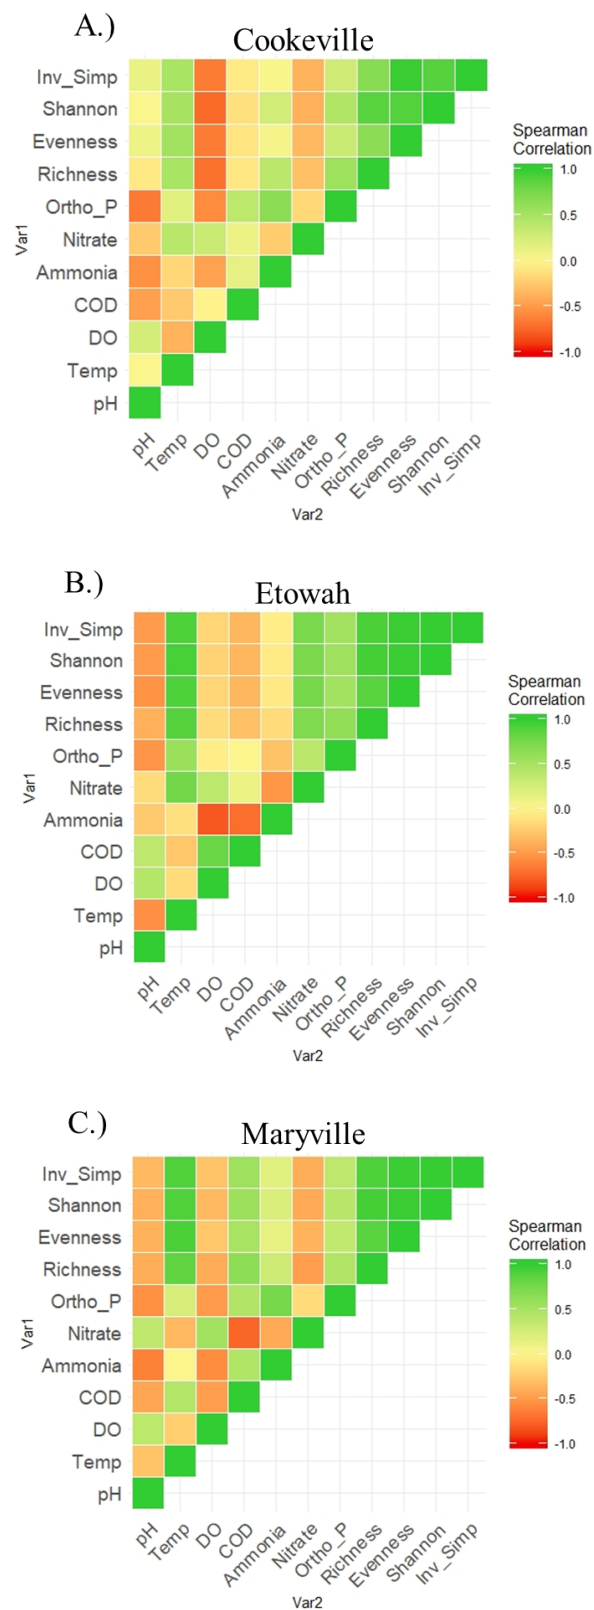 A.)
Cookeville
Inv_Simp
Shannon
Evenness
Richness
Ortho_P
Nitrate
Ammonia
COD
DO
Temp
pH
Var1
pH
Temp
DO
COD
Ammonia
Nitrate
Ortho_P
Richness
Evenness
Shannon
Inv_Simp
Var2
Spearman
Correlation
1.0
0.5
0.0
-0.5
-1.0
B.)
Etowah
Inv_Simp
Shannon
Evenness
Richness
Ortho_P
Nitrate
Ammonia
COD
DO
Temp
pH
Var1
pH
Temp
DO
COD
Ammonia
Nitrate
Ortho_P
Richness
Evenness
Shannon
Inv_Simp
Var2
Spearman
Correlation
1.0
0.5
0.0
-0.5
-1.0
C.)
Maryville
Inv_Simp
Shannon
Evenness
Richness
Ortho_P
Nitrate
Ammonia
COD
DO
Temp
pH
Var1
pH
Temp
DO
COD
Ammonia
Nitrate
Ortho_P
Richness
Evenness
Shannon
Inv_Simp
Var2
Spearman
Correlation
1.0
0.5
0.0
-0.5
-1.0